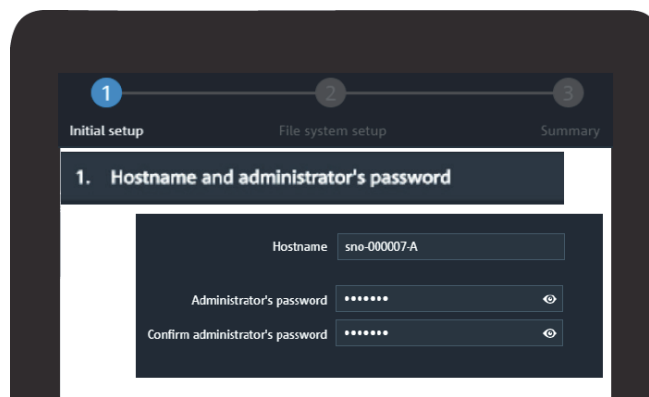 1 2 3
Initial setup File system setup Summary
1. Hostname and administrator's password
Hostname sno-000007-A
Administrator's password •••••••
Confirm administrator's password •••••••